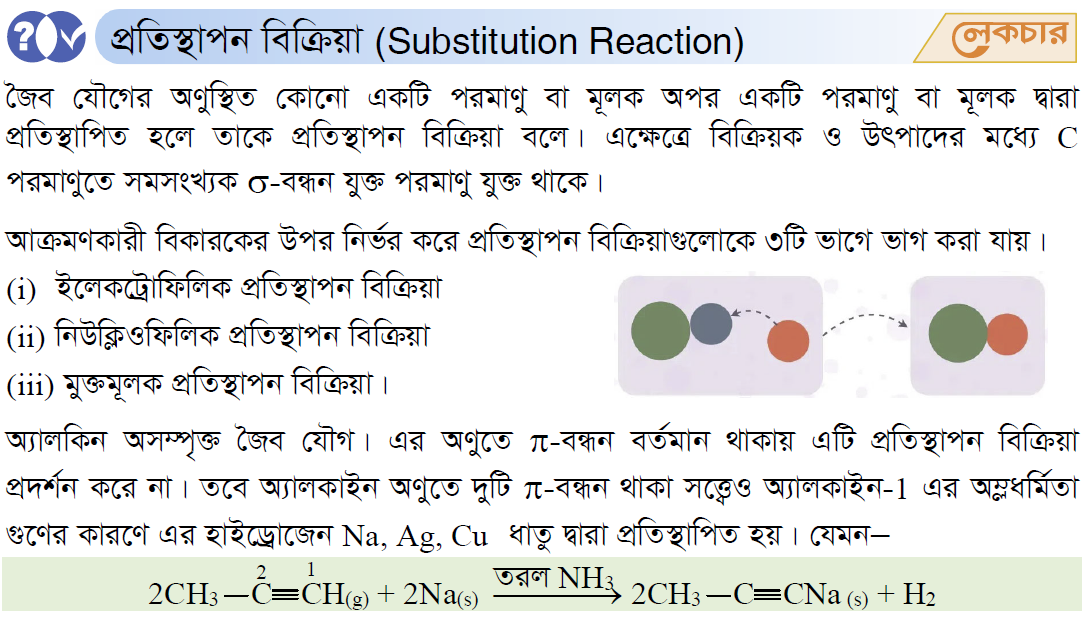 ?
প্রতিস্থাপন বিক্রিয়া (Substitution Reaction)
লেকচার
জৈব যৌগের অণুস্থিত কোনো একটি পরমাণু বা মূলক অপর একটি পরমাণু বা মূলক দ্বারা
প্রতিস্থাপিত হলে তাকে প্রতিস্থাপন বিক্রিয়া বলে। এক্ষেত্রে বিক্রিয়ক ও উৎপাদের মধ্যে C
পরমাণুতে সমসংখ্যক σ-বন্ধন যুক্ত পরমাণু যুক্ত থাকে।
আক্রমণকারী বিকারকের উপর নির্ভর করে প্রতিস্থাপন বিক্রিয়াগুলোকে ৩টি ভাগে ভাগ করা যায়।
(i) ইলেকট্রোফিলিক প্রতিস্থাপন বিক্রিয়া
(ii) নিউক্লিওফিলিক প্রতিস্থাপন বিক্রিয়া
(iii) মুক্তমূলক প্রতিস্থাপন বিক্রিয়া।
অ্যালকিন অসম্পৃক্ত জৈব যৌগ। এর অণুতে π-বন্ধন বর্তমান থাকায় এটি প্রতিস্থাপন বিক্রিয়া
প্রদর্শন করে না। তবে অ্যালকাইন অণুতে দুটি π-বন্ধন থাকা সত্ত্বেও অ্যালকাইন-1 এর অম্লধর্মিতা
গুণের কারণে এর হাইড্রোজেন Na, Ag, Cu ধাতু দ্বারা প্রতিস্থাপিত হয়। যেমন–
2 1 তরল NH₃
2CH₃—C≡CH(g) + 2Na(s) ⟶ 2CH₃—C≡CNa (s) + H₂